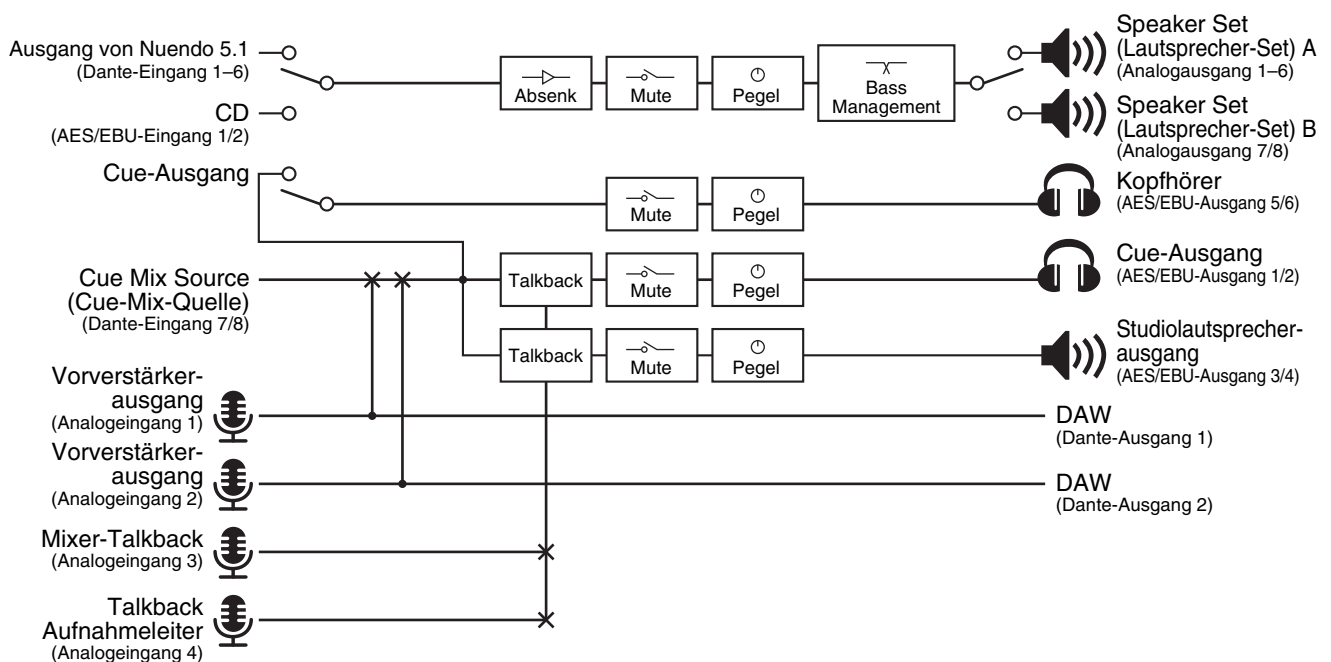 Ausgang von Nuendo 5.1
(Dante-Eingang 1–6)
CD
(AES/EBU-Eingang 1/2)
Absenk
Mute
Pegel
Bass
Management
Speaker Set
(Lautsprecher-Set) A
(Analogausgang 1–6)
Speaker Set
(Lautsprecher-Set) B
(Analogausgang 7/8)
Cue-Ausgang
Mute
Pegel
Kopfhörer
(AES/EBU-Ausgang 5/6)
Cue Mix Source
(Cue-Mix-Quelle)
(Dante-Eingang 7/8)
Talkback
Mute
Pegel
Cue-Ausgang
(AES/EBU-Ausgang 1/2)
Talkback
Mute
Pegel
Studiolautsprecher-
ausgang
(AES/EBU-Ausgang 3/4)
Vorverstärker-
ausgang
(Analogeingang 1)
DAW
(Dante-Ausgang 1)
Vorverstärker-
ausgang
(Analogeingang 2)
DAW
(Dante-Ausgang 2)
Mixer-Talkback
(Analogeingang 3)
Talkback
Aufnahmeleiter
(Analogeingang 4)